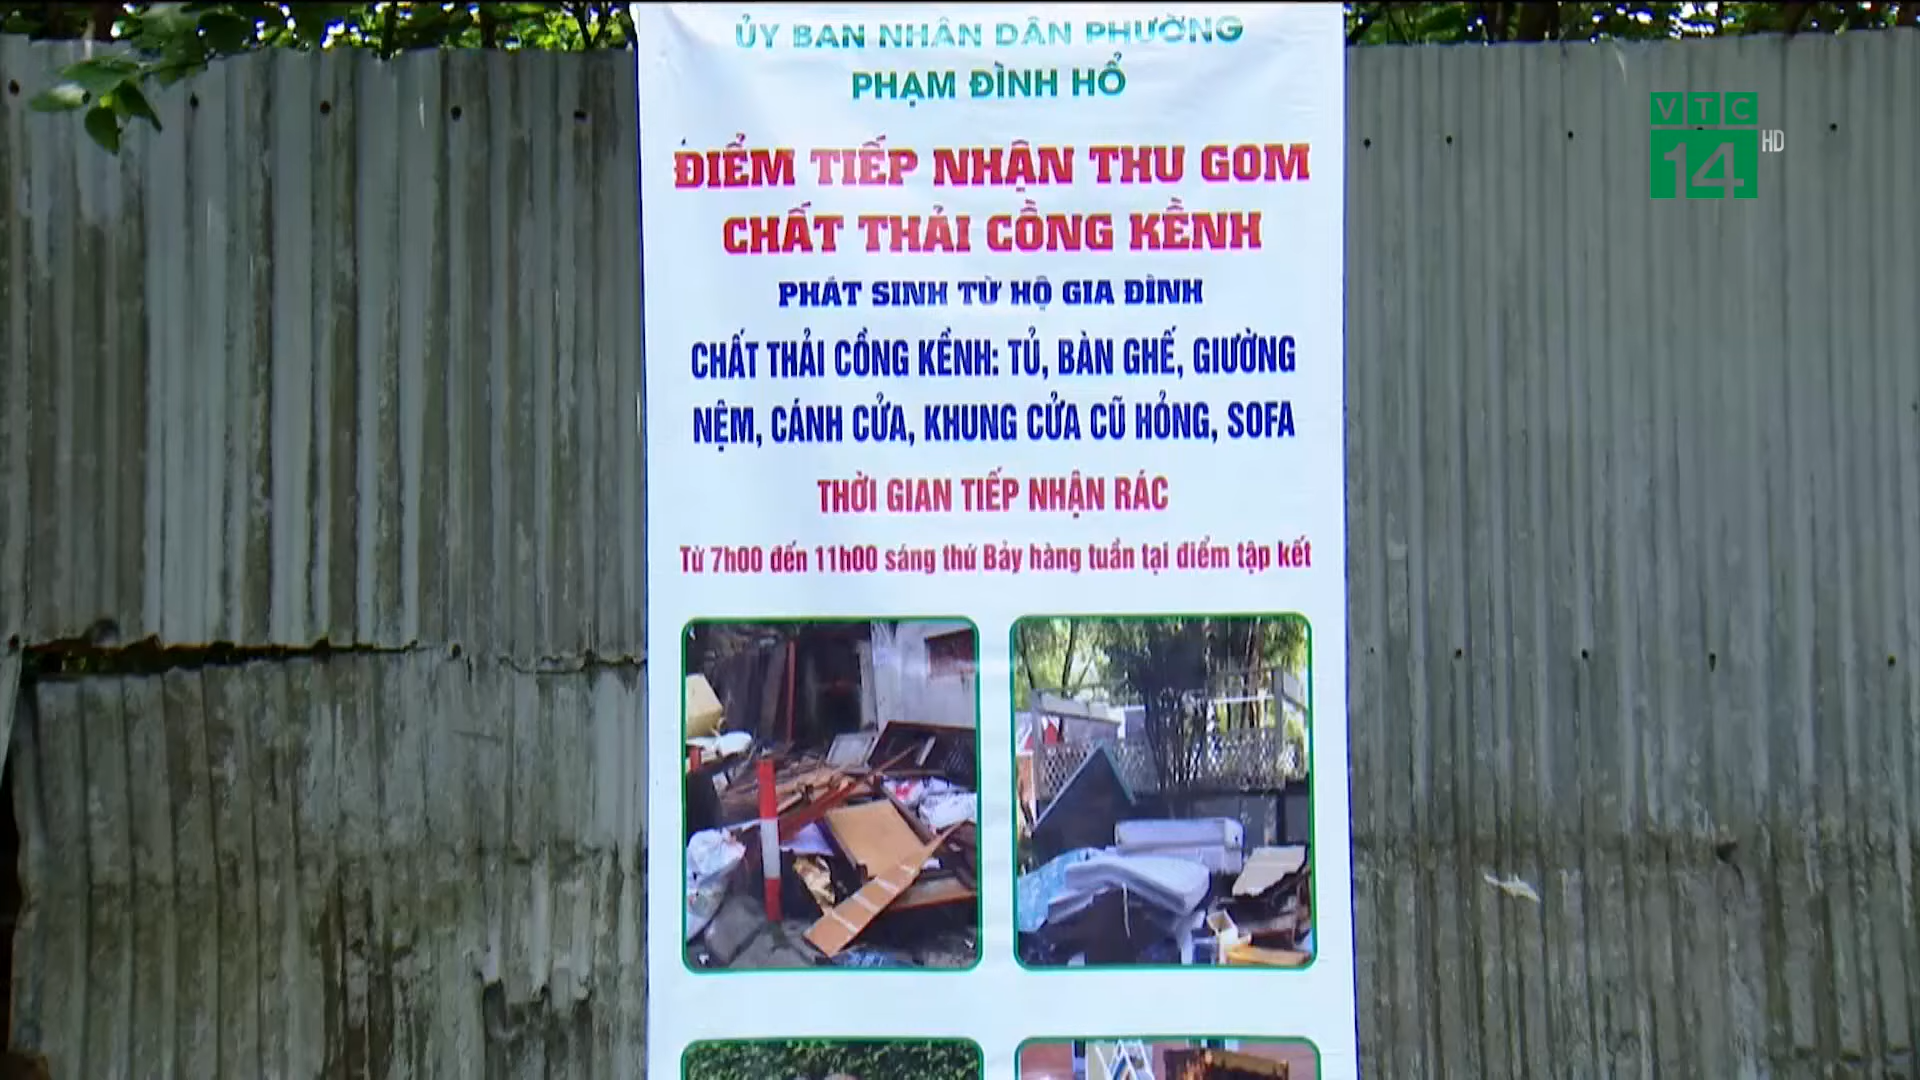 ỦY BAN NHÂN DÂN PHƯỜNG
PHẠM ĐÌNH HỔ
ĐIỂM TIẾP NHẬN THU GOM
CHẤT THẢI CỒNG KỀNH
PHÁT SINH TỪ HỘ GIA ĐÌNH
CHẤT THẢI CỒNG KỀNH: TỦ, BÀN GHẾ, GIƯỜNG
NỆM, CÁNH CỬA, KHUNG CỬA CŨ HỎNG, SOFA
THỜI GIAN TIẾP NHẬN RÁC
Từ 7h00 đến 11h00 sáng thứ Bảy hàng tuần tại điểm tập kết
VTC
14 HD